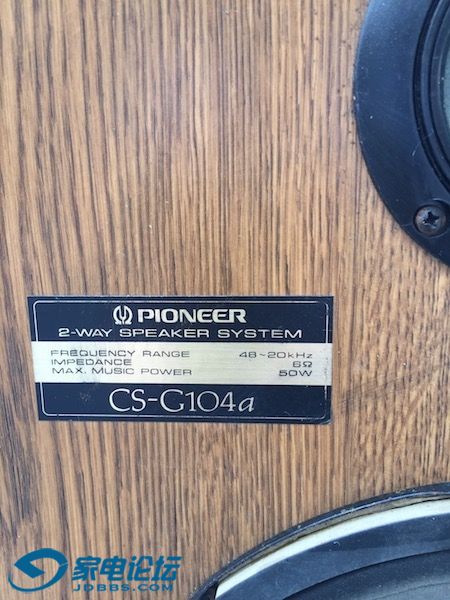 PIONEER
2-WAY SPEAKER SYSTEM
FREQUENCY RANGE 48~20kHz
IMPEDANCE 6Ω
MAX. MUSIC POWER 50W
CS-G104a
家电论坛
JDBBS.COM